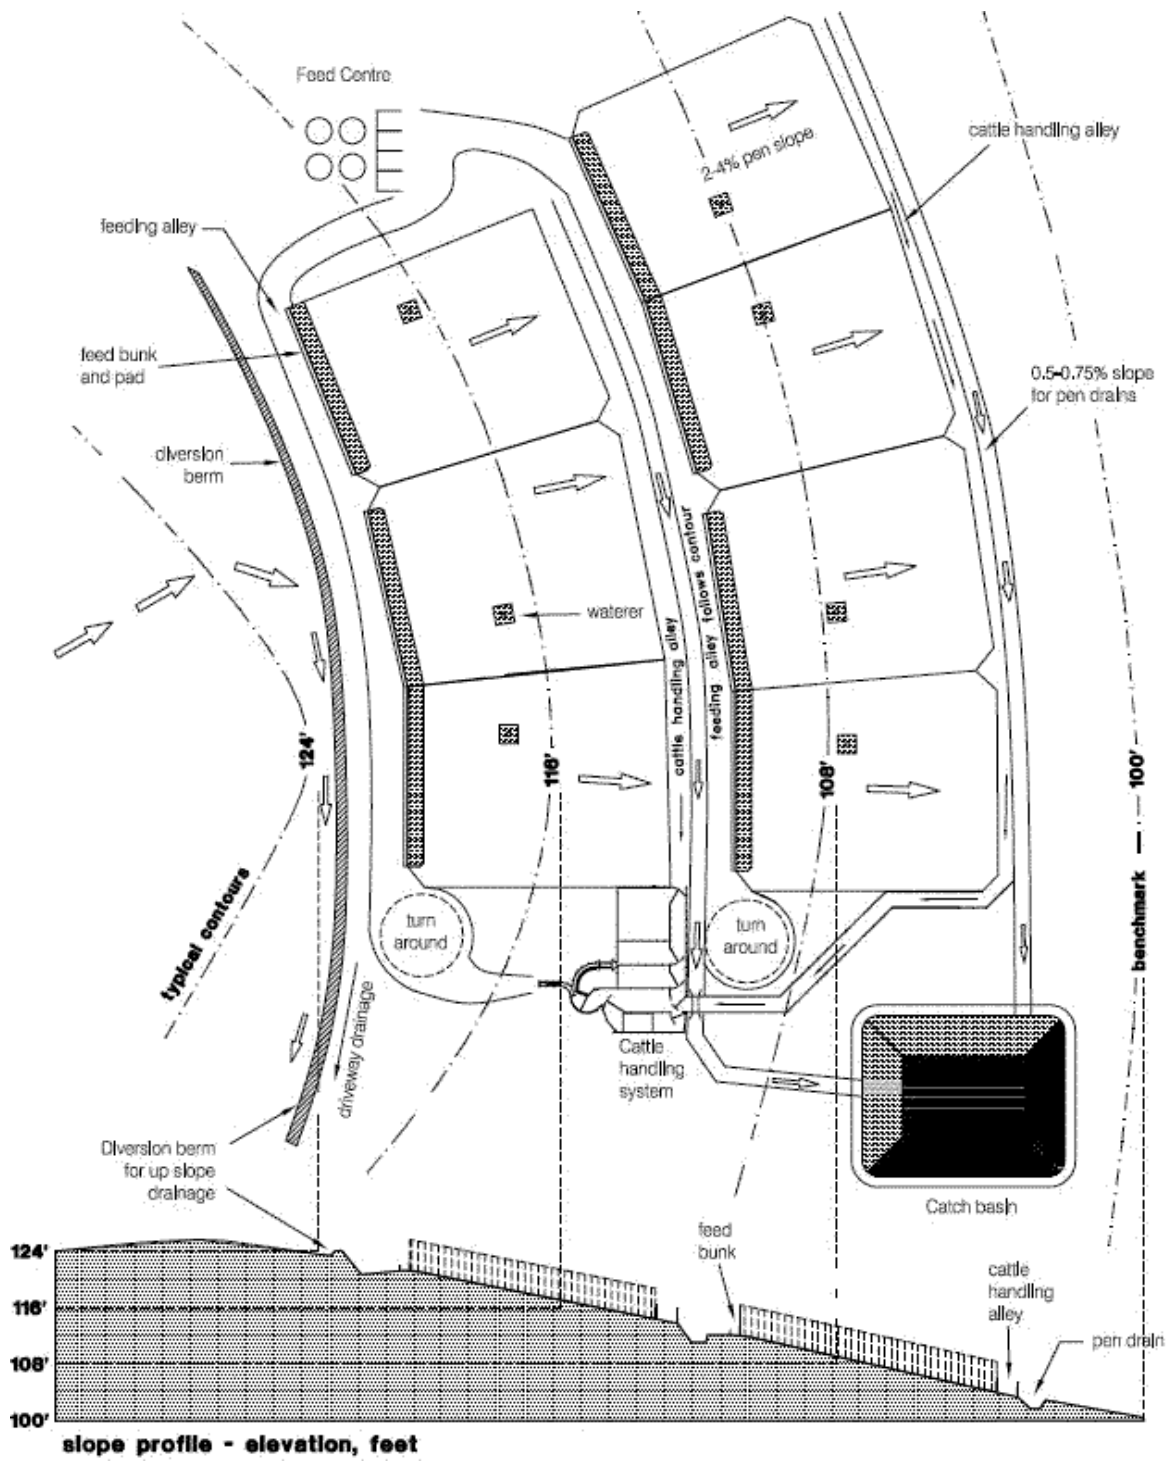 Feed Centre
cattle handling alley
2-4% pen slope
feeding alley
feed bunk
and pad
0.5-0.75% slope
for pen drains
diversion
berm
feeding alley follows contour
waterer
cattle handling alley
124'
116'
108'
100'
typical contours
benchmark
turn
around
turn
around
driveway drainage
Cattle
handling
system
Diversion berm
for up slope
drainage
Catch basin
feed
bunk
cattle
handling
alley
pen drain
124'
116'
108'
100'
slope profile - elevation, feet